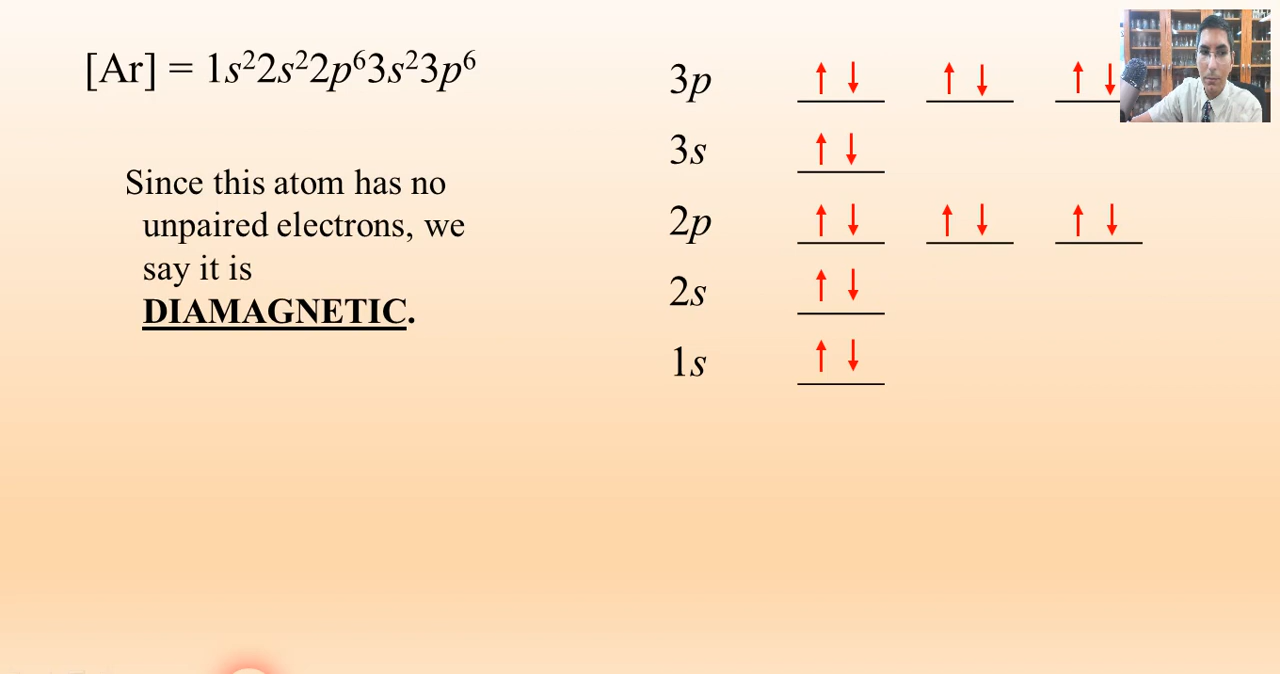 [Ar] = 1s²2s²2p⁶3s²3p⁶
Since this atom has no
unpaired electrons, we
say it is
DIAMAGNETIC.
3p ↑ ↓ ↑ ↓ ↑ ↓
3s ↑ ↓
2p ↑ ↓ ↑ ↓ ↑ ↓
2s ↑ ↓
1s ↑ ↓